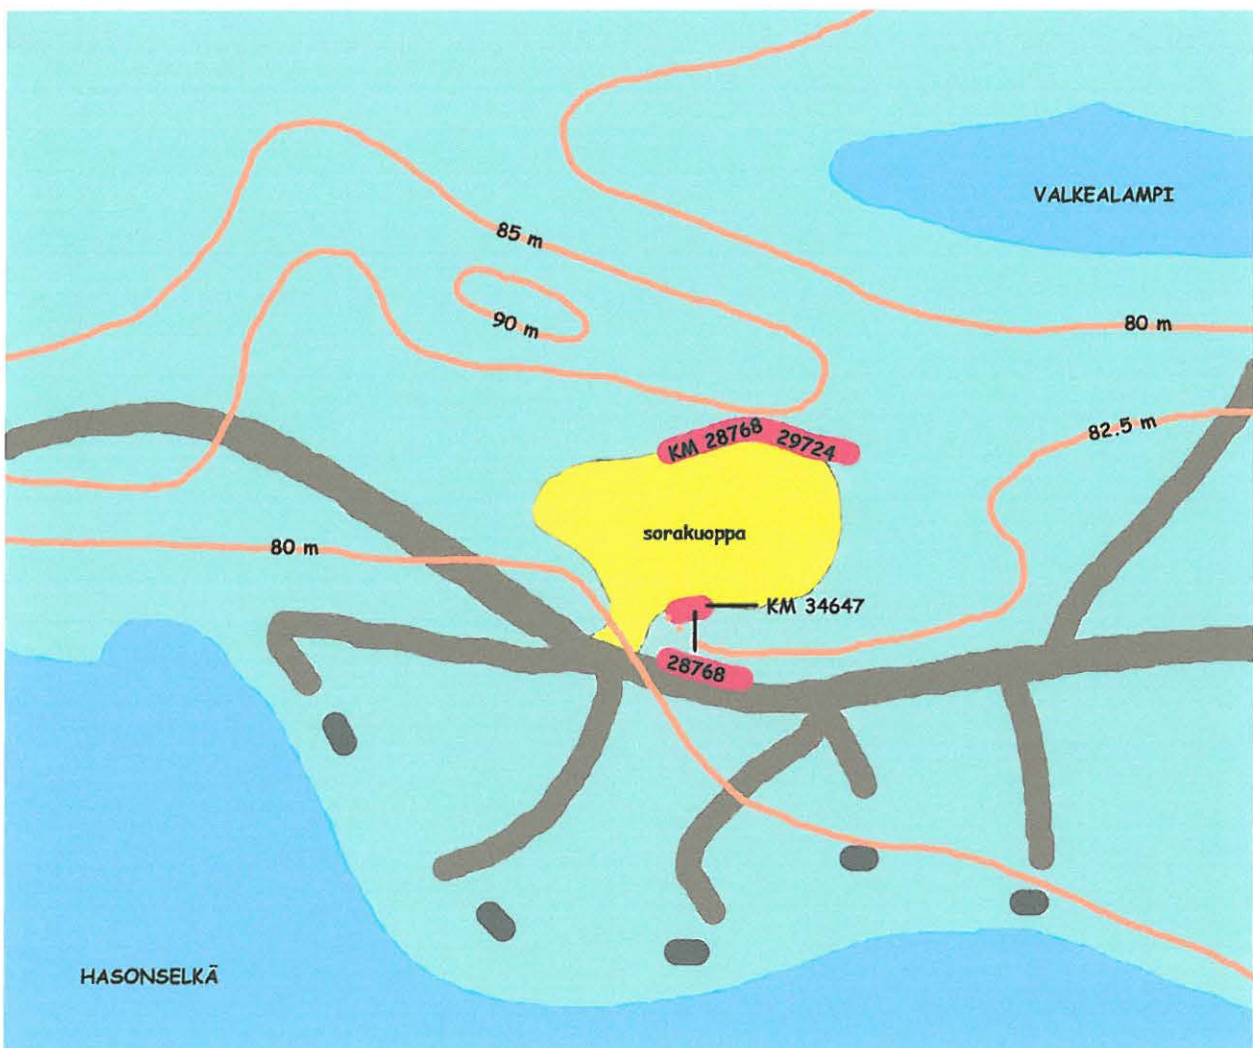 VALKEALAMPI
85 m
90 m
80 m
82.5 m
KM 28768 29724
sorakuoppa
80 m
KM 34647
28768
HASONSELKÄ